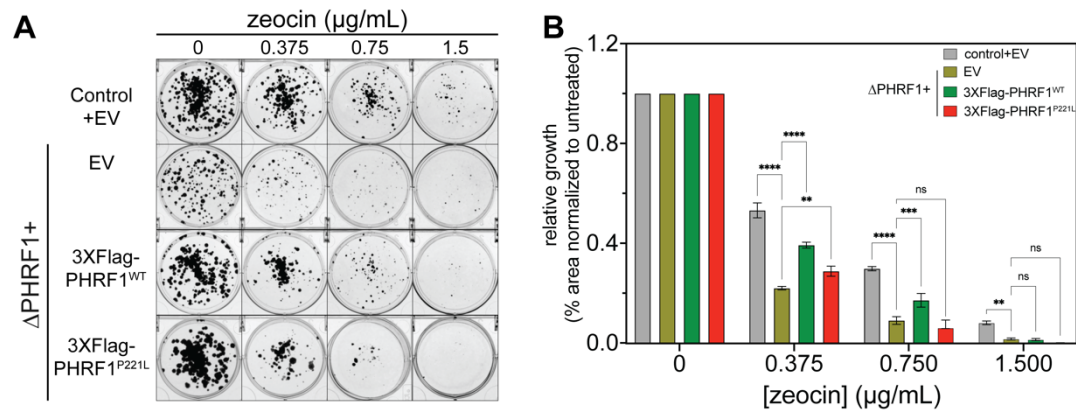 A
zeocin (µg/mL)
0 0.375 0.75 1.5
Control
+EV
EV
3XFlag-
PHRF1WT
3XFlag-
PHRF1P221L
ΔPHRF1+
B
relative growth
(% area normalized to untreated)
1.2
0.8
0.4
0.0
control+EV
EV
ΔPHRF1+
3XFlag-PHRF1WT
3XFlag-PHRF1P221L
****
****
**
ns
***
****
ns
ns
**
0 0.375 0.750 1.500
[zeocin] (µg/mL)